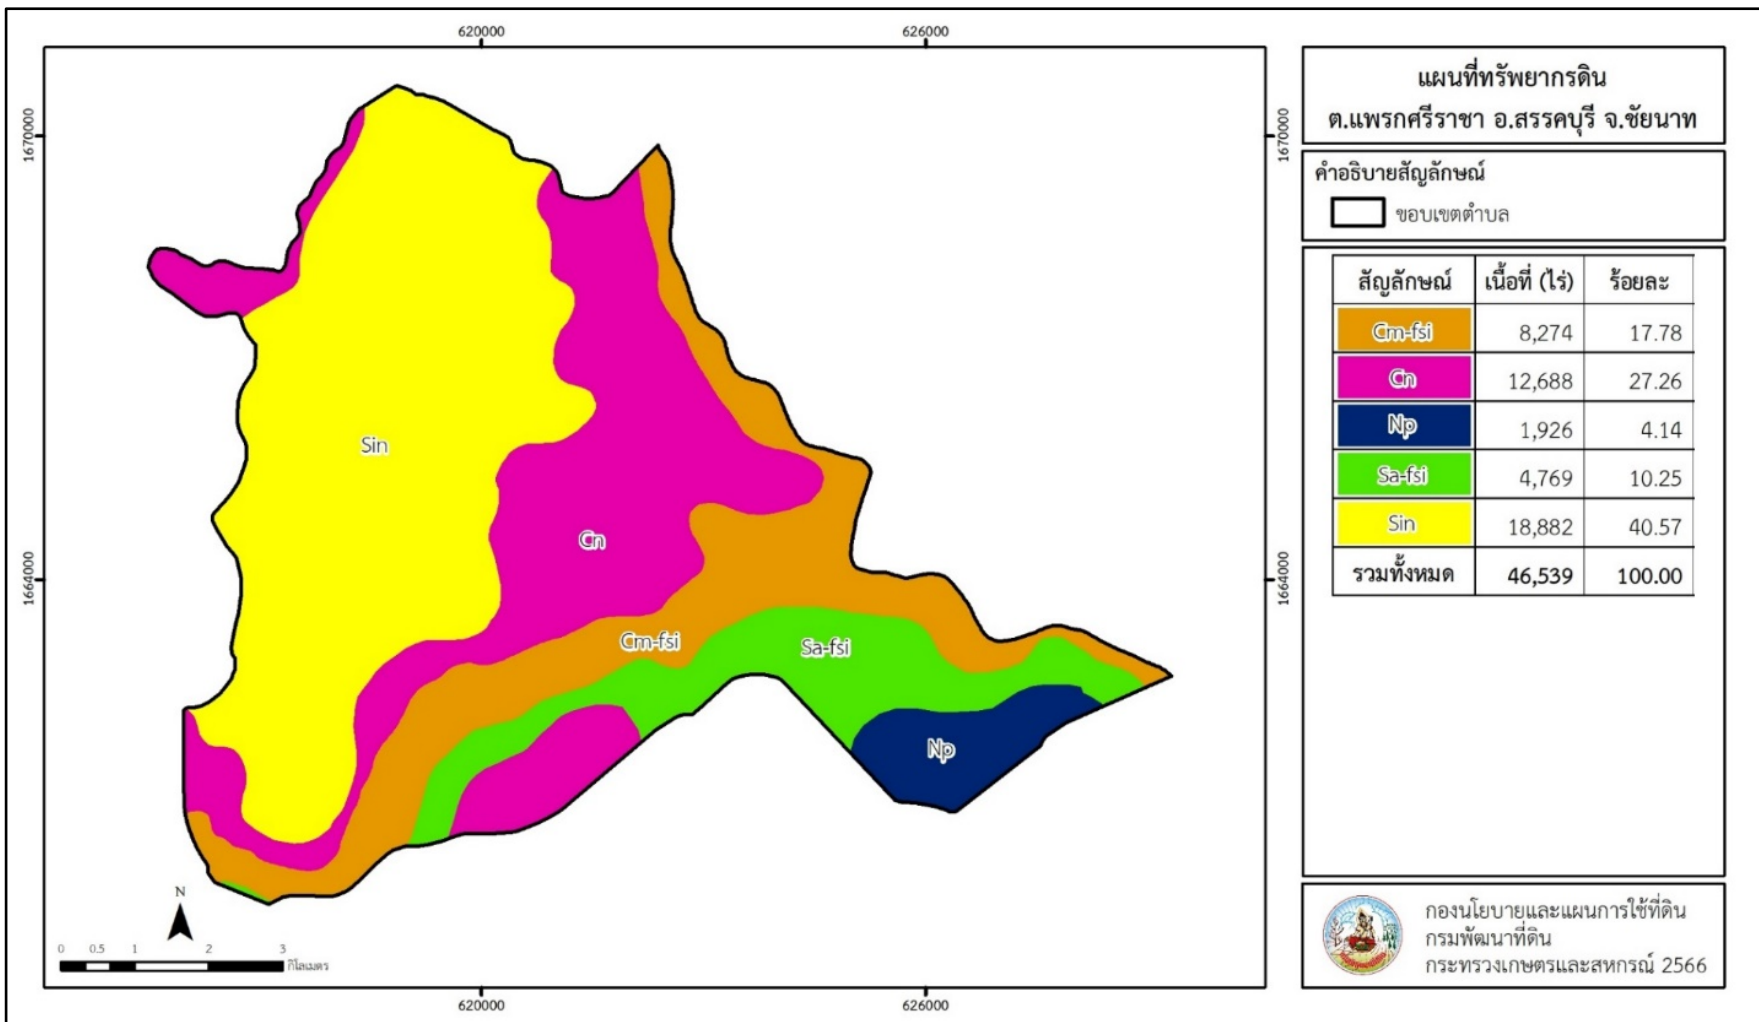 620000
626000
1670000
1670000
1664000
1664000
Sin
Cn
Cm-fsi
Sa-fsi
Np
N
0 0.5 1 2 3
กิโลเมตร
620000
626000
แผนที่ทรัพยากรดิน
ต.แพรกศรีราชา อ.สรรคบุรี จ.ชัยนาท
คำอธิบายสัญลักษณ์
ขอบเขตตำบล
สัญลักษณ์ เนื้อที่ (ไร่) ร้อยละ
Cm-fsi 8,274 17.78
Cn 12,688 27.26
Np 1,926 4.14
Sa-fsi 4,769 10.25
Sin 18,882 40.57
รวมทั้งหมด 46,539 100.00
กองนโยบายและแผนการใช้ที่ดิน
กรมพัฒนาที่ดิน
กระทรวงเกษตรและสหกรณ์ 2566